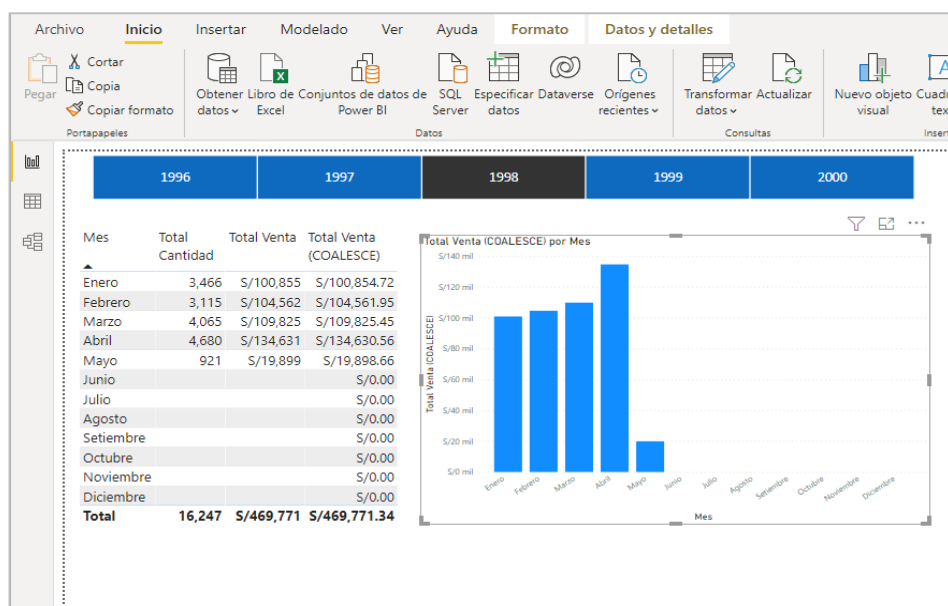 Archivo Inicio Insertar Modelado Ver Ayuda Formato Datos y detalles
Pegar
Cortar
Copia
Copiar formato
Portapapeles
Obtener datos
Libro de Excel
Conjuntos de datos de Power BI
SQL Server
Especificar datos
Dataverse
Orígenes recientes
Datos
Transformar datos
Actualizar
Consultas
Nuevo objeto visual
1996 1997 1998 1999 2000
Mes Total Cantidad Total Venta Total Venta (COALESCE)
Enero 3,466 S/100,855 S/100,854.72
Febrero 3,115 S/104,562 S/104,561.95
Marzo 4,065 S/109,825 S/109,825.45
Abril 4,680 S/134,631 S/134,630.56
Mayo 921 S/19,899 S/19,898.66
Junio S/0.00
Julio S/0.00
Agosto S/0.00
Setiembre S/0.00
Octubre S/0.00
Noviembre S/0.00
Diciembre S/0.00
Total 16,247 S/469,771 S/469,771.34
Total Venta (COALESCE) por Mes
Total Venta (COALESCE)
S/140 mil
S/120 mil
S/100 mil
S/80 mil
S/60 mil
S/40 mil
S/20 mil
S/0 mil
Enero Febrero Marzo Abril Mayo Junio Julio Agosto Setiembre Octubre Noviembre Diciembre
Mes